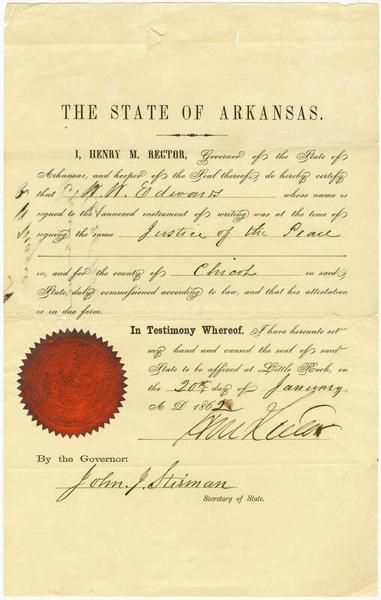 THE STATE OF ARKANSAS.
I, HENRY M. RECTOR, Governor of the State of
Arkansas, and keeper of the Seal thereof, do hereby certify
that W. W. Edwards whose name is
signed to the annexed instrument of writing was at the time of
signing the same Justice of the Peace
in, and for the county of Chicot in said
State, duly commissioned according to law, and that his attestation
is in due form.
In Testimony Whereof, I have hereunto set
my hand and caused the seal of said
State to be affixed at Little Rock, on
the 20th day of January
A D 1862
H M Rector
By the Governor:
John. J. Stirman
Secretary of State.